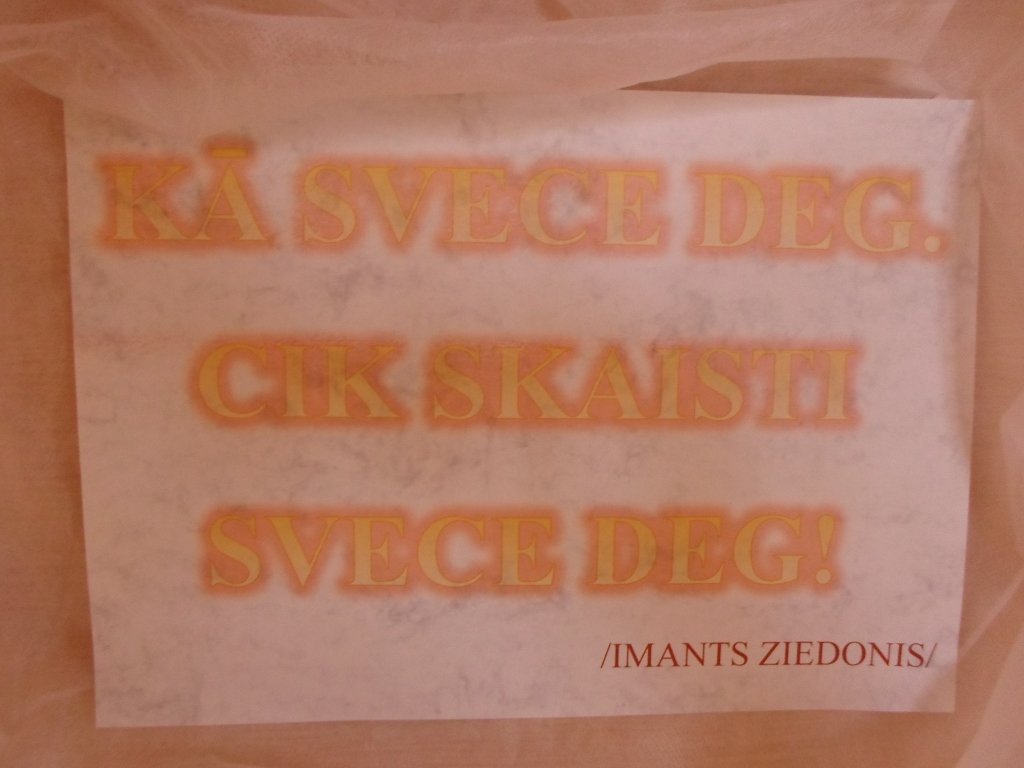 KĀ SVECE DEG.
CIK SKAISTI
SVECE DEG!
/IMANTS ZIEDONIS/